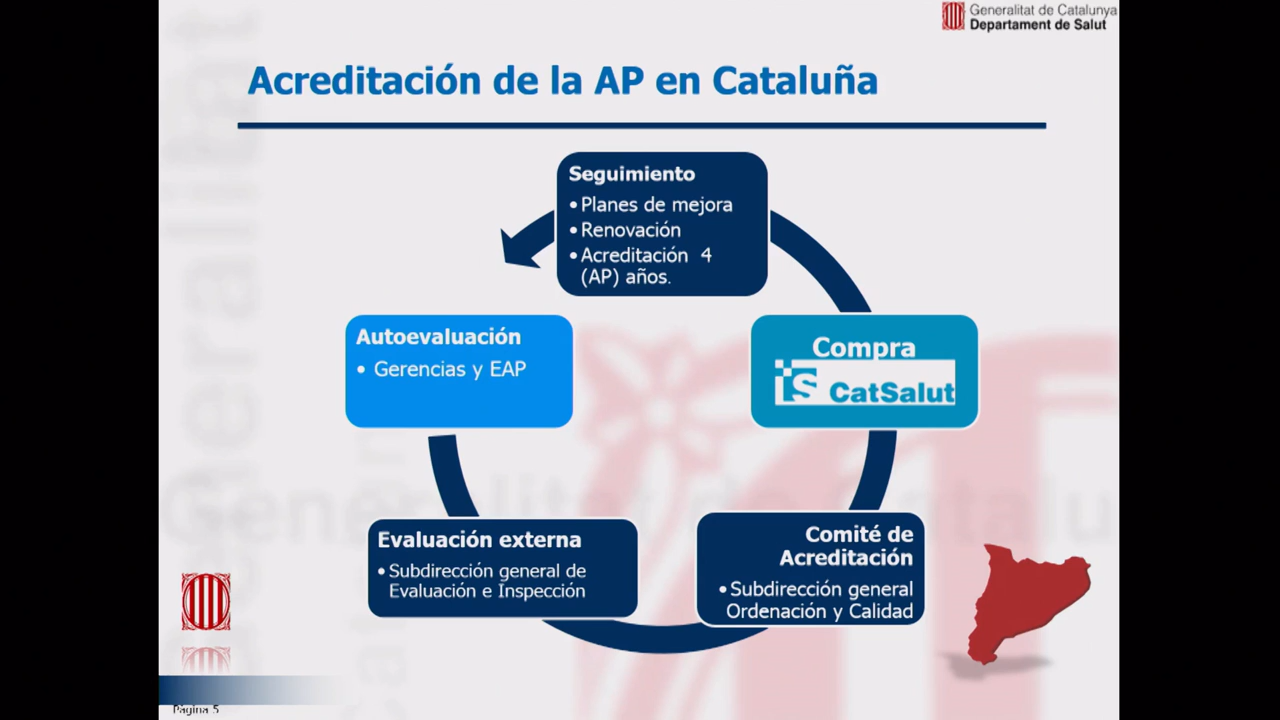 Generalitat de Catalunya
Departament de Salut
Acreditación de la AP en Cataluña
Seguimiento
• Planes de mejora
• Renovación
• Acreditación 4
(AP) años.
Autoevaluación
• Gerencias y EAP
Compra
CatSalut
Evaluación externa
• Subdirección general de
Evaluación e Inspección
Comité de
Acreditación
• Subdirección general
Ordenación y Calidad
Página 5